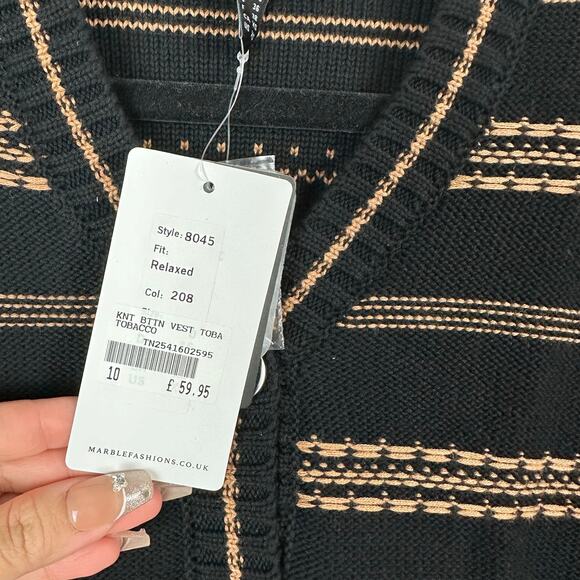 Style: 8045
Fit:
Relaxed
Col: 208
KNT BTTN VEST TOBA
TOBACCO
TN2541602595
10 US £ 59.95
MARBLEFASHIONS.CO.UK